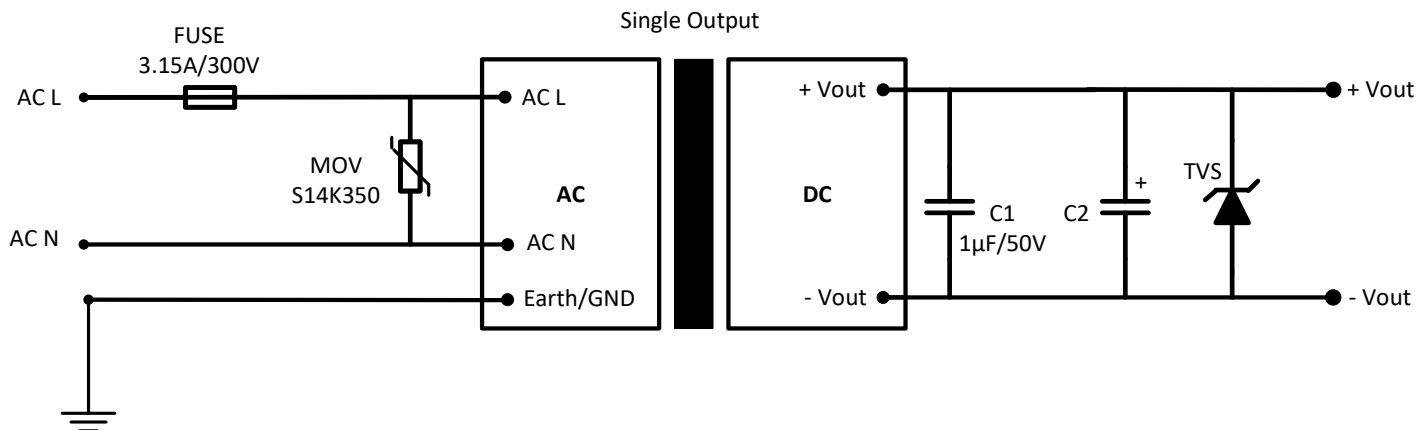 Single Output
FUSE
3.15A/300V
AC L
AC L
+ Vout
+ Vout
MOV
S14K350
AC
DC
+
TVS
C1
1µF/50V
C2
AC N
AC N
Earth/GND
- Vout
- Vout